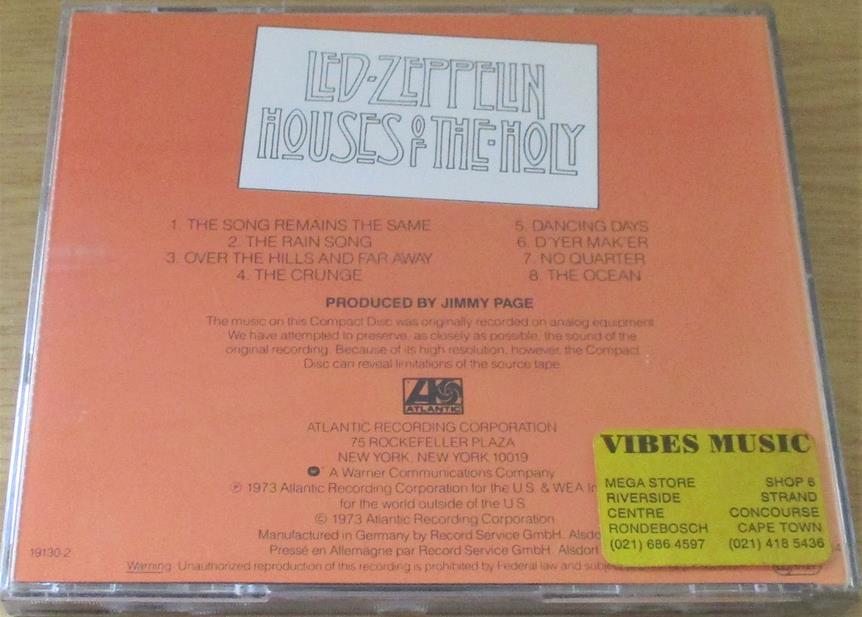 LED·ZEPPELIN
HOUSES OF THE·HOLY
1. THE SONG REMAINS THE SAME
2. THE RAIN SONG
3. OVER THE HILLS AND FAR AWAY
4. THE CRUNGE
5. DANCING DAYS
6. D'YER MAK'ER
7. NO QUARTER
8. THE OCEAN
PRODUCED BY JIMMY PAGE
The music on this Compact Disc was originally recorded on analog equipment.
We have attempted to preserve, as closely as possible, the sound of the
original recording. Because of its high resolution, however, the Compact
Disc can reveal limitations of the source tape.
ATLANTIC
ATLANTIC RECORDING CORPORATION
75 ROCKEFELLER PLAZA
NEW YORK, NEW YORK 10019
A Warner Communications Company
℗ 1973 Atlantic Recording Corporation for the U.S. & WEA
for the world outside of the U.S.
© 1973 Atlantic Recording Corporation
Manufactured in Germany by Record Service GmbH.
Pressé en Allemagne par Record Service GmbH. Alsdorf
19130-2
Warning: Unauthorized reproduction of this recording is prohibited by Federal law and
VIBES MUSIC
MEGA STORE
RIVERSIDE
CENTRE
RONDEBOSCH
(021) 686 4597
SHOP 6
STRAND
CONCOURSE
CAPE TOWN
(021) 418 5436